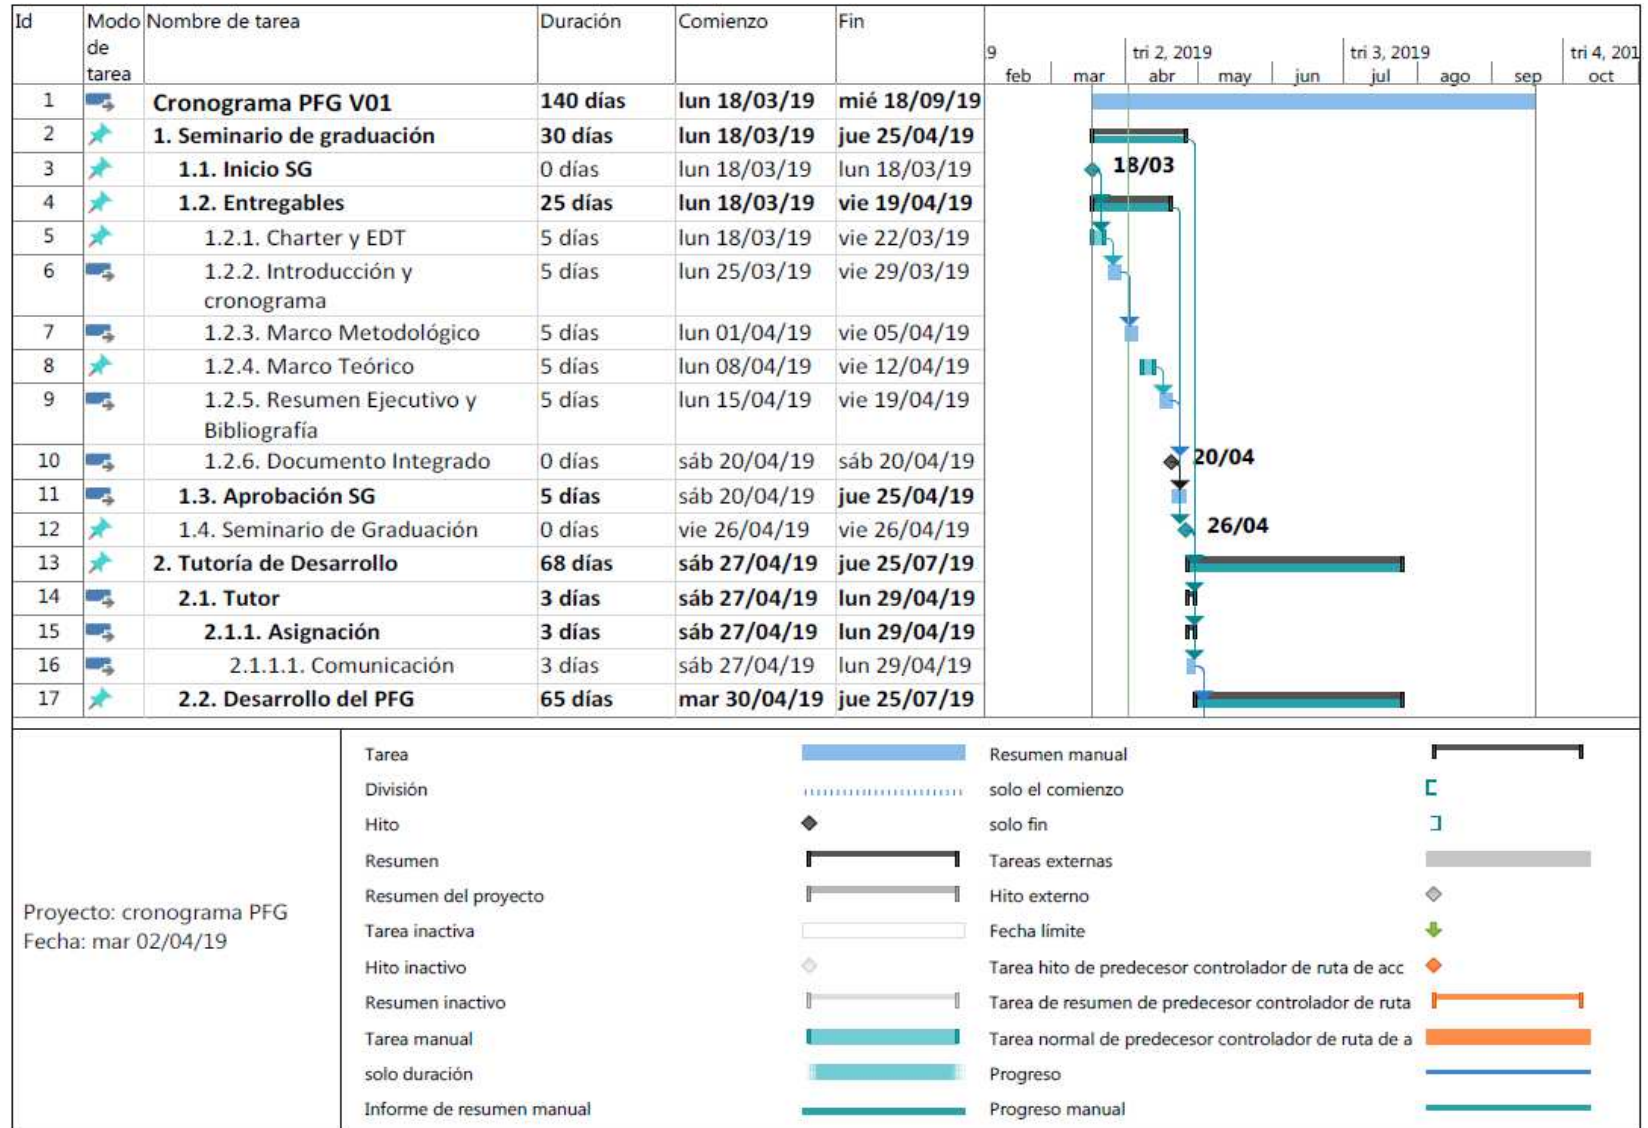 Id Modo de tarea Nombre de tarea Duración Comienzo Fin
9 tri 2, 2019 tri 3, 2019 tri 4, 201
feb mar abr may jun jul ago sep oct
1 Cronograma PFG V01 140 días lun 18/03/19 mié 18/09/19
2 1. Seminario de graduación 30 días lun 18/03/19 jue 25/04/19
3 1.1. Inicio SG 0 días lun 18/03/19 lun 18/03/19 18/03
4 1.2. Entregables 25 días lun 18/03/19 vie 19/04/19
5 1.2.1. Charter y EDT 5 días lun 18/03/19 vie 22/03/19
6 1.2.2. Introducción y 5 días lun 25/03/19 vie 29/03/19
cronograma
7 1.2.3. Marco Metodológico 5 días lun 01/04/19 vie 05/04/19
8 1.2.4. Marco Teórico 5 días lun 08/04/19 vie 12/04/19
9 1.2.5. Resumen Ejecutivo y 5 días lun 15/04/19 vie 19/04/19
Bibliografía
10 1.2.6. Documento Integrado 0 días sáb 20/04/19 sáb 20/04/19 20/04
11 1.3. Aprobación SG 5 días sáb 20/04/19 jue 25/04/19
12 1.4. Seminario de Graduación 0 días vie 26/04/19 vie 26/04/19 26/04
13 2. Tutoría de Desarrollo 68 días sáb 27/04/19 jue 25/07/19
14 2.1. Tutor 3 días sáb 27/04/19 lun 29/04/19
15 2.1.1. Asignación 3 días sáb 27/04/19 lun 29/04/19
16 2.1.1.1. Comunicación 3 días sáb 27/04/19 lun 29/04/19
17 2.2. Desarrollo del PFG 65 días mar 30/04/19 jue 25/07/19
Proyecto: cronograma PFG
Fecha: mar 02/04/19
Tarea
División
Hito
Resumen
Resumen del proyecto
Tarea inactiva
Hito inactivo
Resumen inactivo
Tarea manual
solo duración
Informe de resumen manual
Resumen manual
solo el comienzo
solo fin
Tareas externas
Hito externo
Fecha límite
Tarea hito de predecesor controlador de ruta de acc
Tarea de resumen de predecesor controlador de ruta
Tarea normal de predecesor controlador de ruta de a
Progreso
Progreso manual